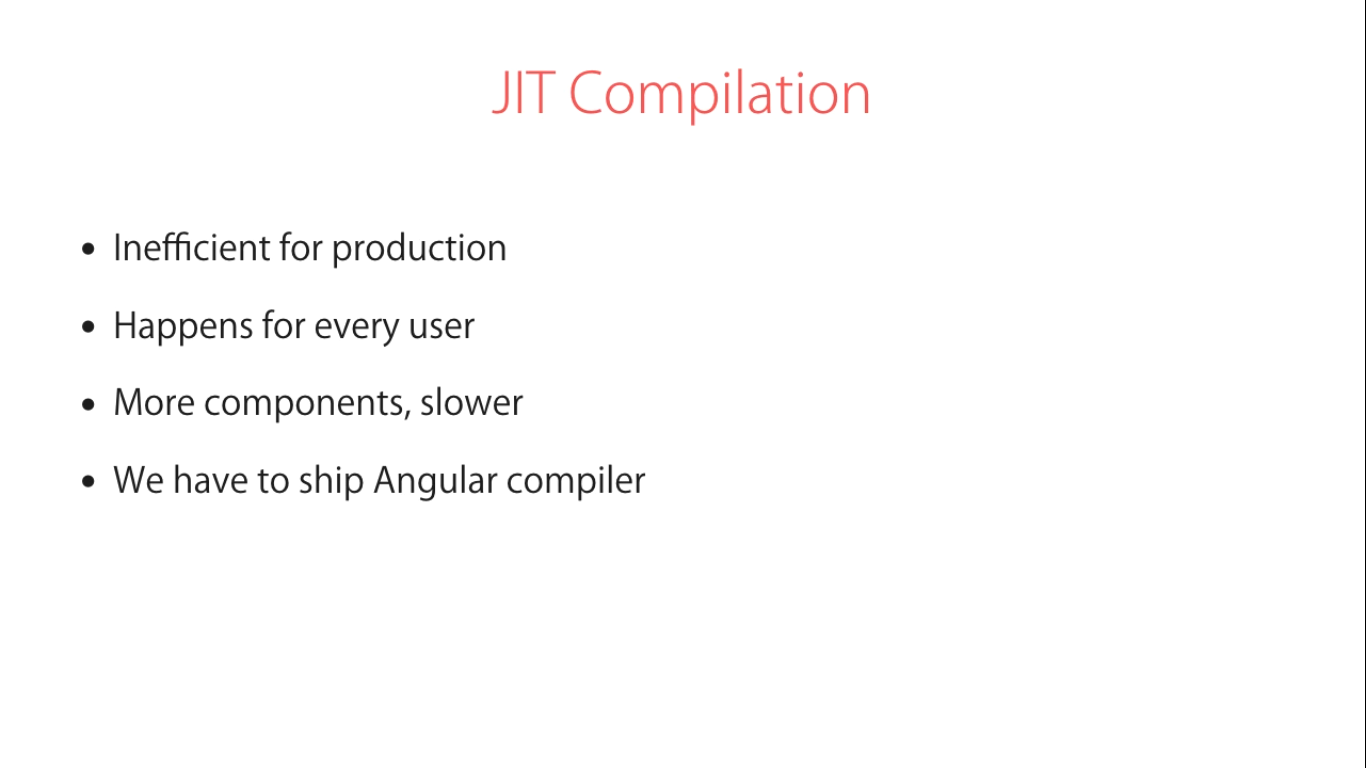 JIT Compilation
• Inefficient for production
• Happens for every user
• More components, slower
• We have to ship Angular compiler